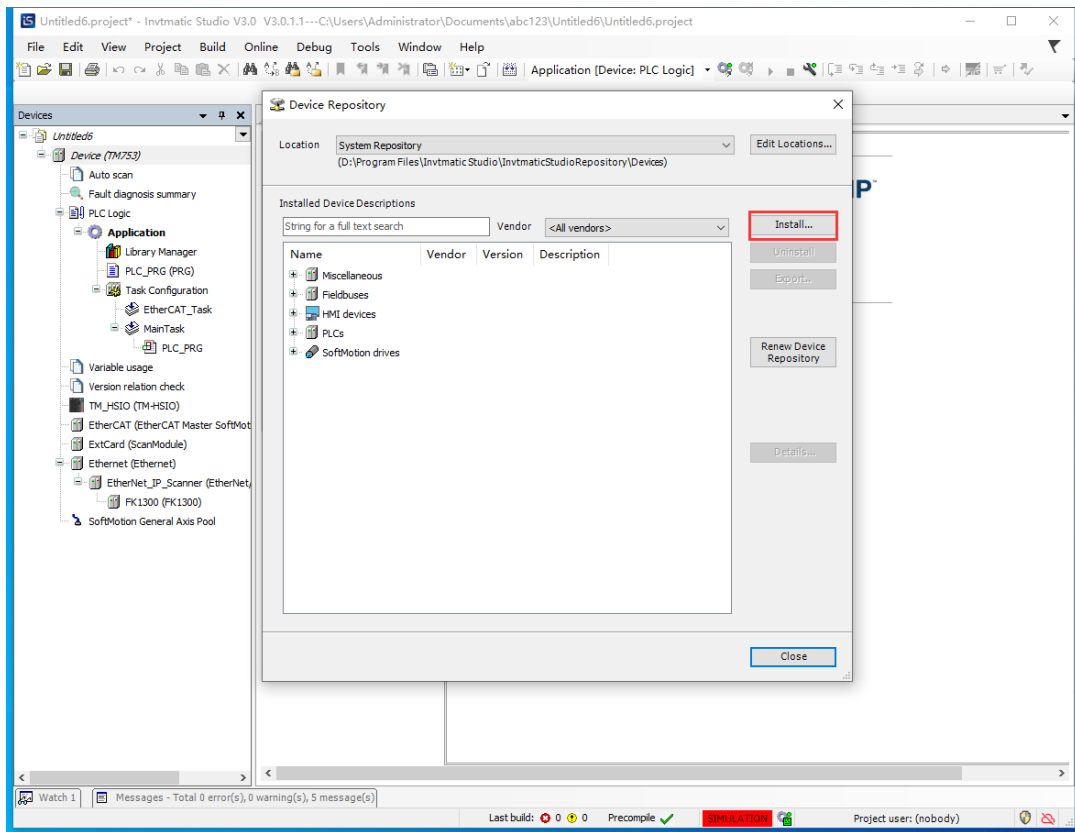 Untitled6.project* - Invtmatic Studio V3.0 V3.0.1.1---C:\Users\Administrator\Documents\abc123\Untitled6\Untitled6.project
File Edit View Project Build Online Debug Tools Window Help
Application [Device: PLC Logic]
Devices
Untitled6
Device (TM753)
Auto scan
Fault diagnosis summary
PLC Logic
Application
Library Manager
PLC_PRG (PRG)
Task Configuration
EtherCAT_Task
MainTask
PLC_PRG
Variable usage
Version relation check
TM_HSIO (TM-HSIO)
EtherCAT (EtherCAT Master SoftMot
ExtCard (ScanModule)
Ethernet (Ethernet)
EtherNet_IP_Scanner (EtherNet/
FK1300 (FK1300)
SoftMotion General Axis Pool
Device Repository
Location System Repository Edit Locations...
(D:\Program Files\Invtmatic Studio\InvtmaticStudioRepository\Devices)
Installed Device Descriptions
String for a full text search Vendor <All vendors> Install...
Name Vendor Version Description Uninstall
Miscellaneous Export...
Fieldbuses
HMI devices
PLCs
SoftMotion drives
Renew Device
Repository
Details...
Close
IP
Watch 1 Messages - Total 0 error(s), 0 warning(s), 5 message(s)
Last build: 0 0 Precompile SIMULATION Project user: (nobody)